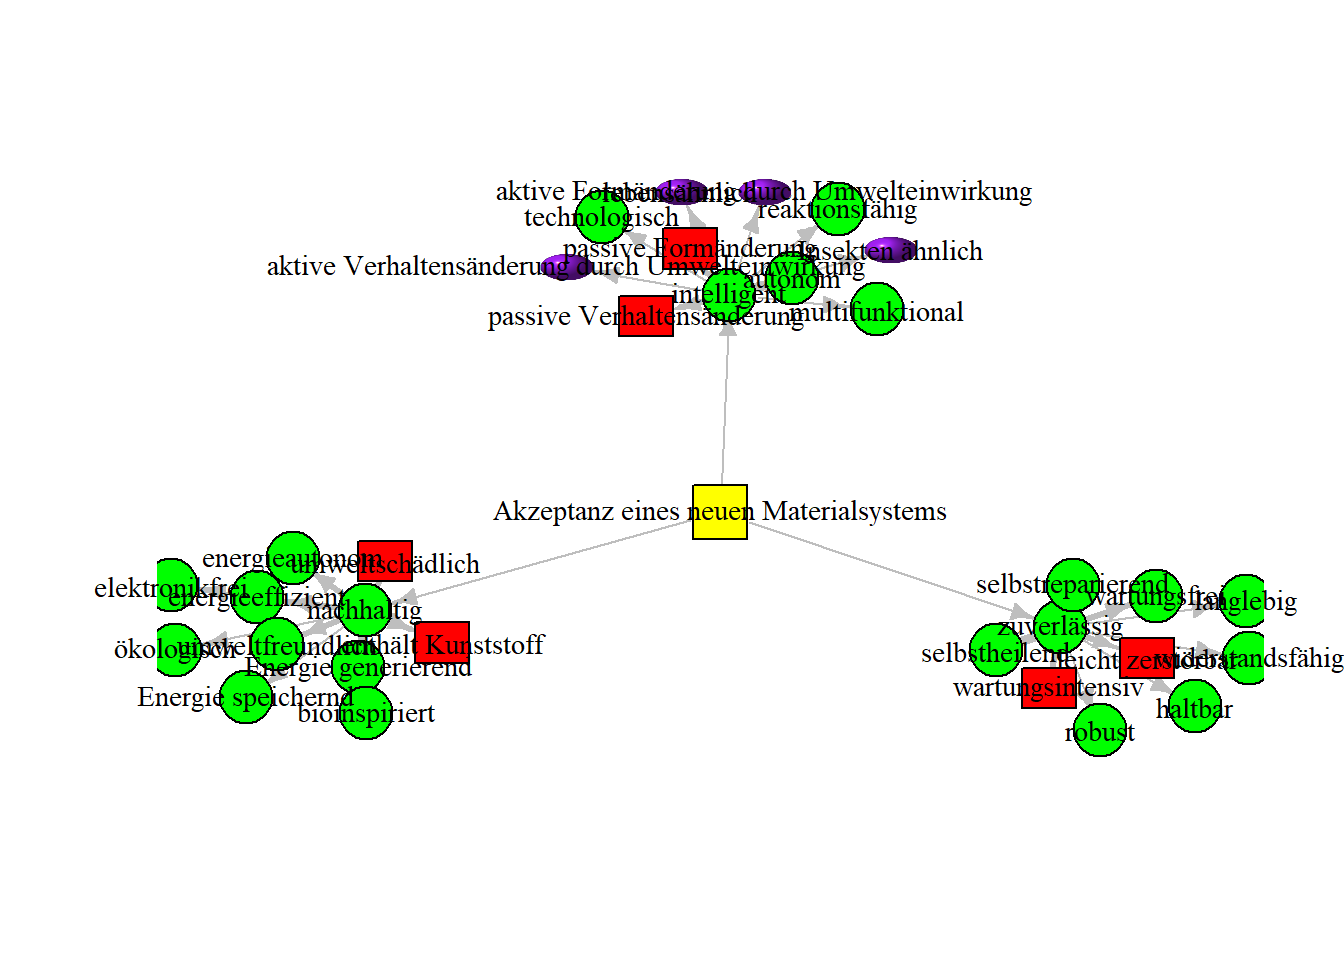 aktive Formänderung durch Umwelteinwirkung
lebensähnlich
technologisch
reaktionsfähig
passive Formänderung
Insekten ähnlich
aktive Verhaltensänderung durch Umwelteinwirkung
autonom
intelligent
passive Verhaltensänderung
multifunktional
Akzeptanz eines neuen Materialsystems
energieautonom
umweltschädlich
elektronikfrei
energieeffizient
nachhaltig
ökologisch
umweltfreundlich
enthält Kunststoff
Energie generierend
Energie speichernd
bioinspiriert
selbstreparierend
wartungsfrei
langlebig
zuverlässig
selbstheilend
leicht zerstörbar
widerstandsfähig
wartungsintensiv
haltbar
robust